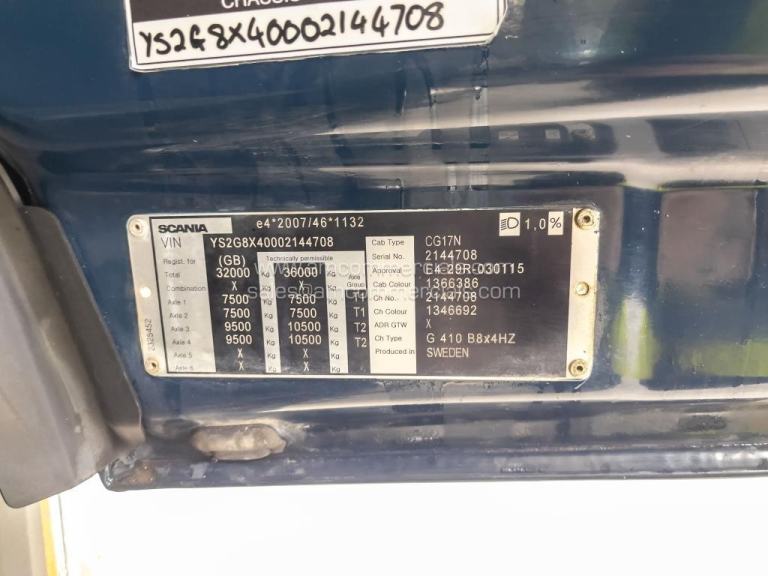 CHASSIS
YS2G8X40002144708
SCANIA e4*2007/46*1132 1,0%
VIN YS2G8X40002144708 Cab Type CG17N
Regist. for (GB) Technically permissible Serial No. 2144708
Total 32000 Kg 36000 Kg Axle Approval E4-29R-030115
Combination X Kg X Kg Group Cab Colour 1366386
Axle 1 7500 Kg 7500 Kg T1 Ch No. 2144708
Axle 2 7500 Kg 7500 Kg T1 Ch Colour 1346692
Axle 3 9500 Kg 10500 Kg T2 ADR GTW X
Axle 4 9500 Kg 10500 Kg T2 Ch Type G 410 B8x4HZ
Axle 5 X Kg X Kg Produced in SWEDEN
Axle 6 X Kg X Kg